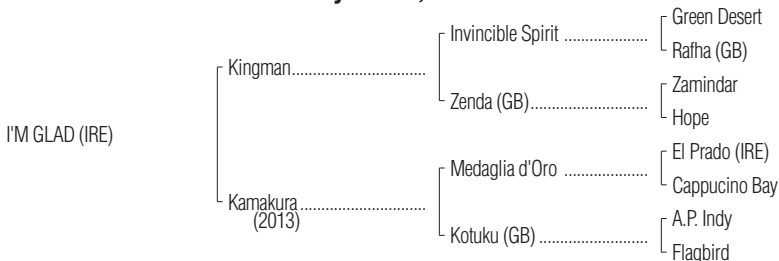 Green Desert
Invincible Spirit ....................
Rafha (GB)
Kingman................................
Zamindar
Zenda (GB)............................
Hope
I'M GLAD (IRE)
El Prado (IRE)
Medaglia d'Oro ....................
Cappucino Bay
Kamakura..............................
(2013)
A.P. Indy
Kotuku (GB) ..........................
Flagbird